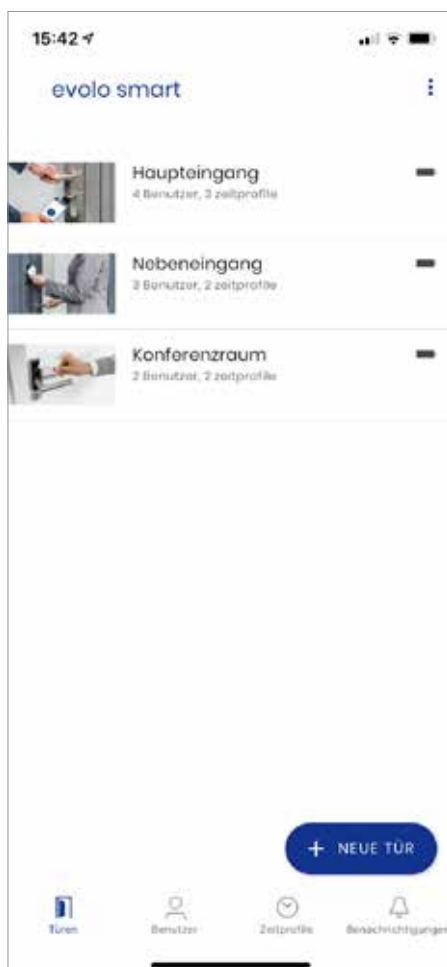 15:42
evolo smart
Haupteingang
4 Benutzer, 3 zeitprofile
Nebeneingang
3 Benutzer, 2 zeitprofile
Konferenzraum
2 Benutzer, 2 zeitprofile
+ NEUE TÜR
Türen Benutzer Zeitprofile Benachrichtigungen